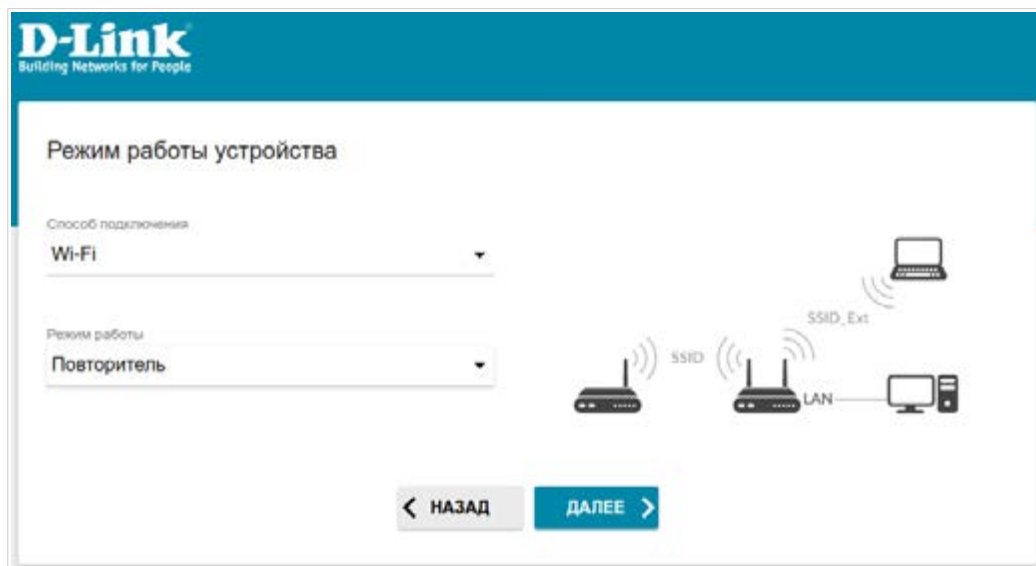 D-Link
Building Networks for People
Режим работы устройства
Способ подключения
Wi-Fi
Режим работы
Повторитель
SSID
SSID_Ext
LAN
НАЗАД
ДАЛЕЕ